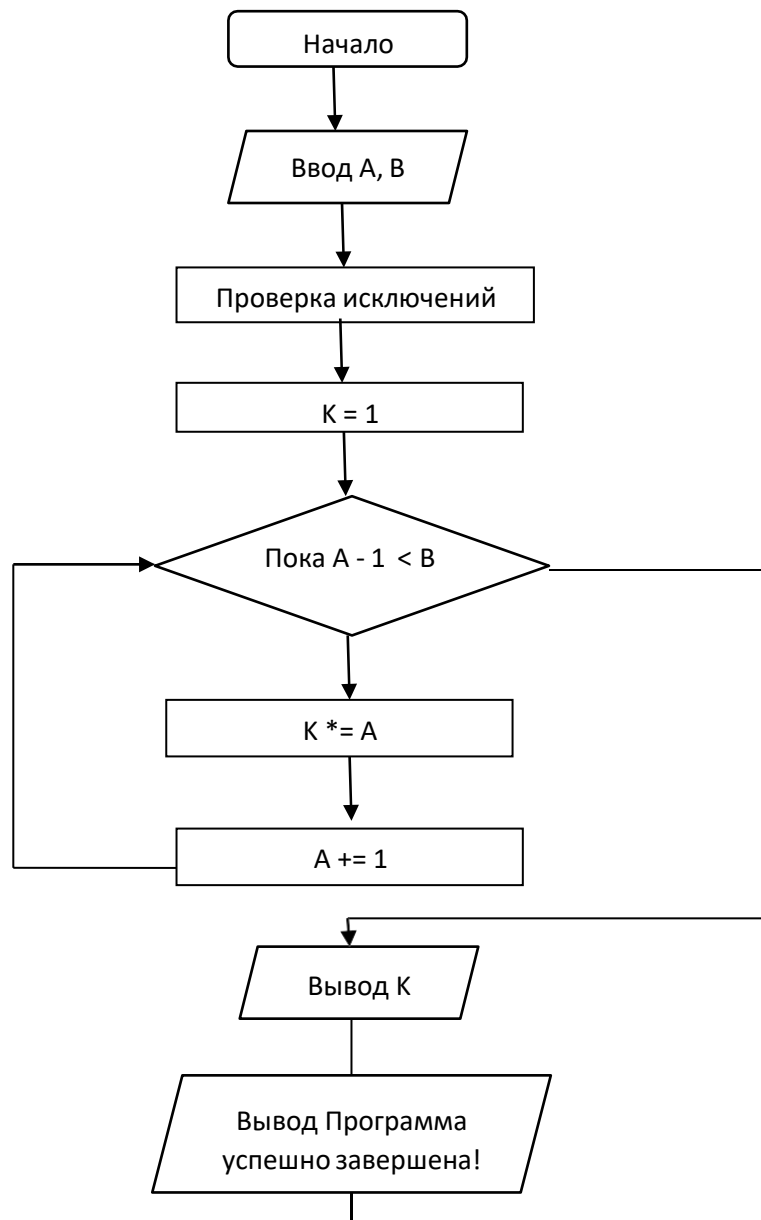 Начало
Ввод A, B
Проверка исключений
K = 1
Пока A - 1 < B
K *= A
A += 1
Вывод K
Вывод Программа
успешно завершена!